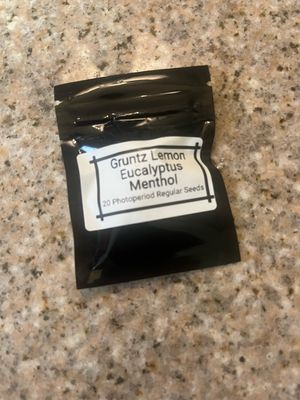 Gruntz Lemon
Eucalyptus
Menthol
20 Photoperiod Regular Seeds